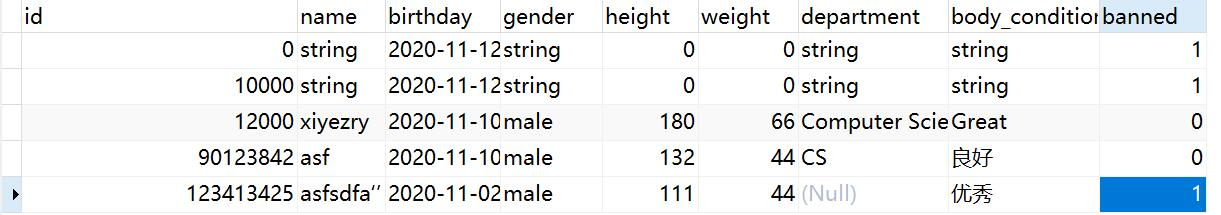 id name birthday gender height weight department body_condition banned
0 string 2020-11-12 string 0 0 string string 1
10000 string 2020-11-12 string 0 0 string string 1
12000 xiyezry 2020-11-10 male 180 66 Computer Scie Great 0
90123842 asf 2020-11-10 male 132 44 CS 良好 0
123413425 asfsdfa'' 2020-11-02 male 111 44 (Null) 优秀 1